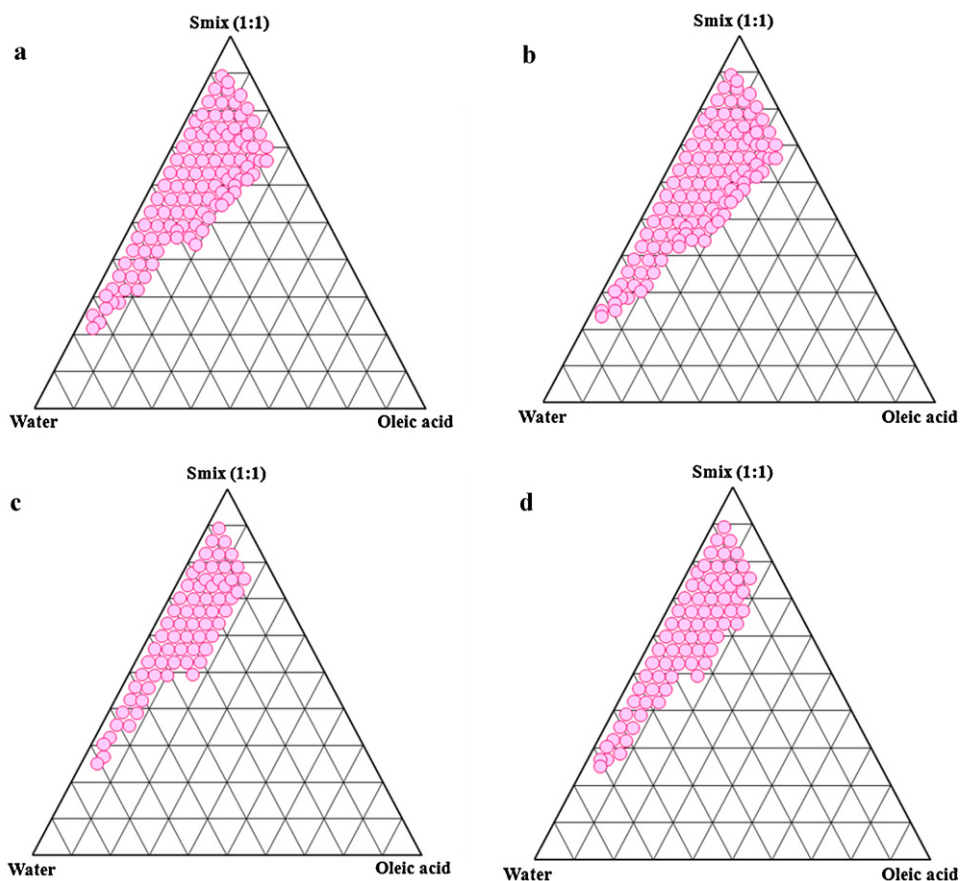 a
Smix (1:1)
Water
Oleic acid
b
Smix (1:1)
Water
Oleic acid
c
Smix (1:1)
Water
Oleic acid
d
Smix (1:1)
Water
Oleic acid